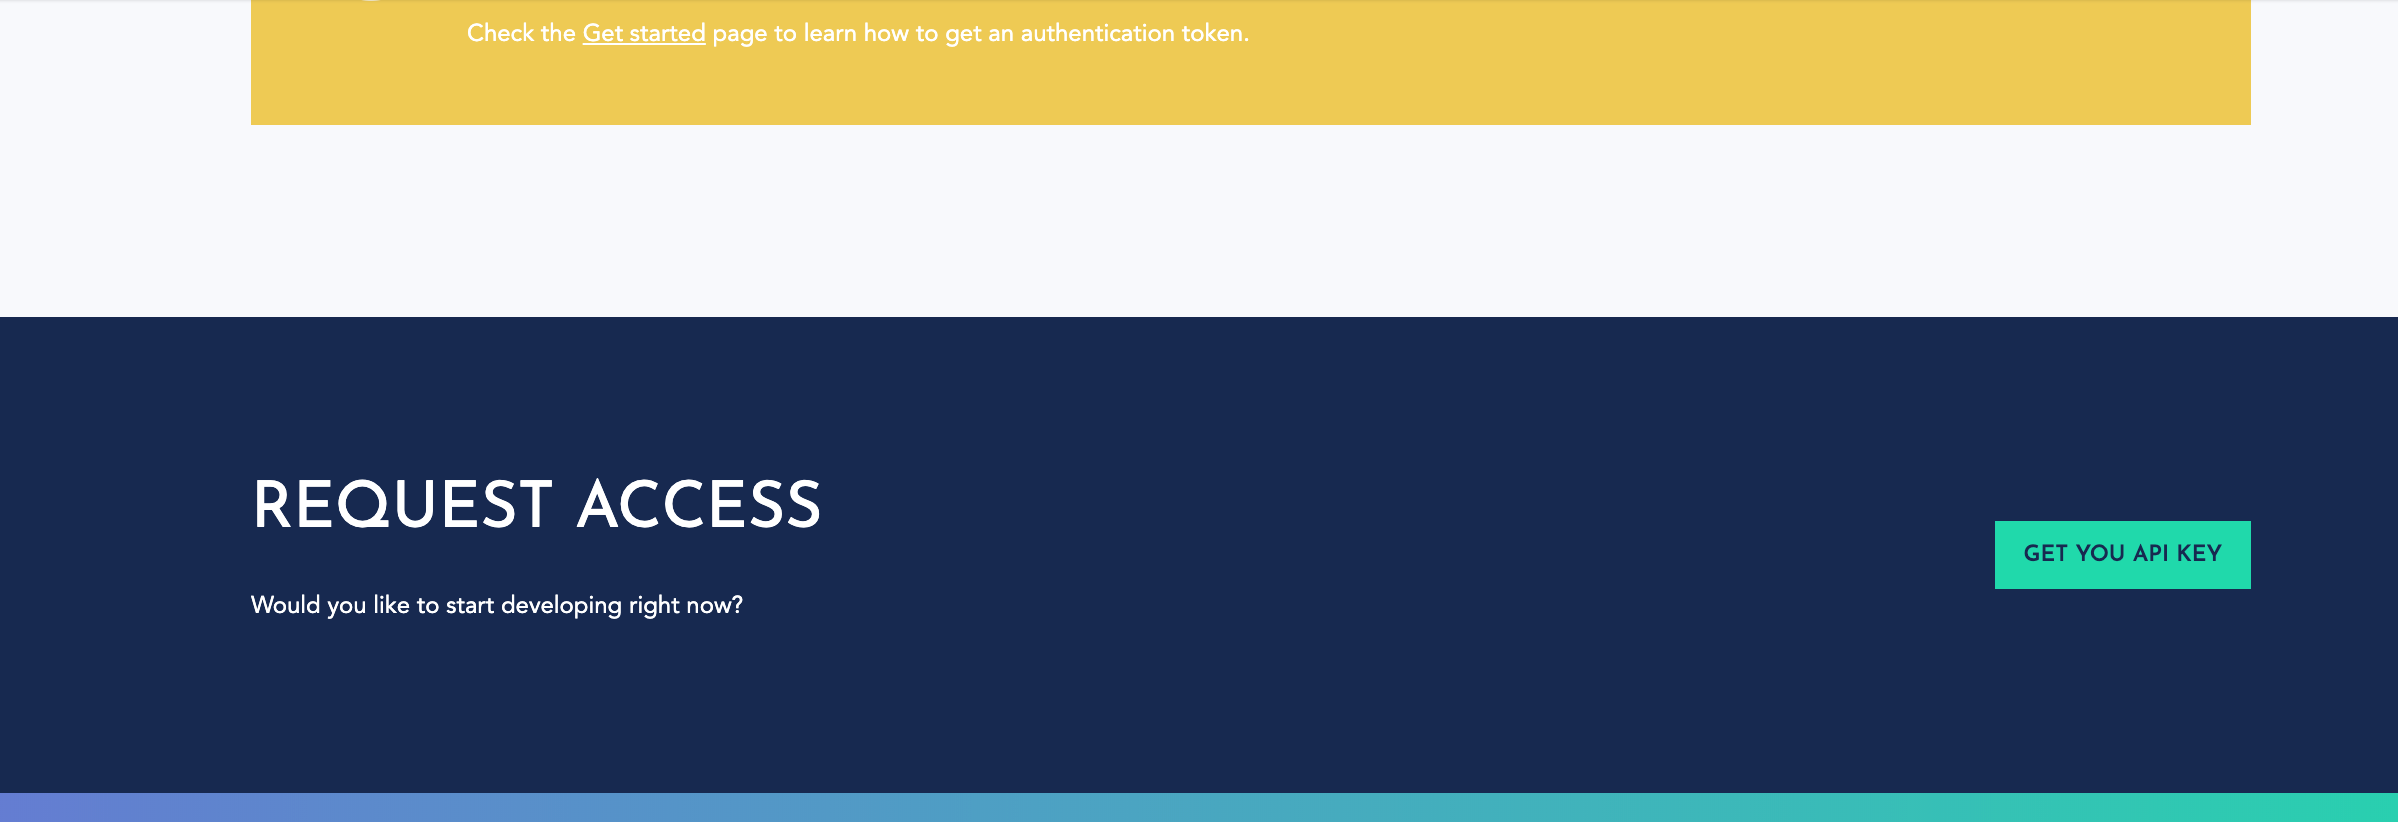 Check the Get started page to learn how to get an authentication token.
REQUEST ACCESS
GET YOU API KEY
Would you like to start developing right now?